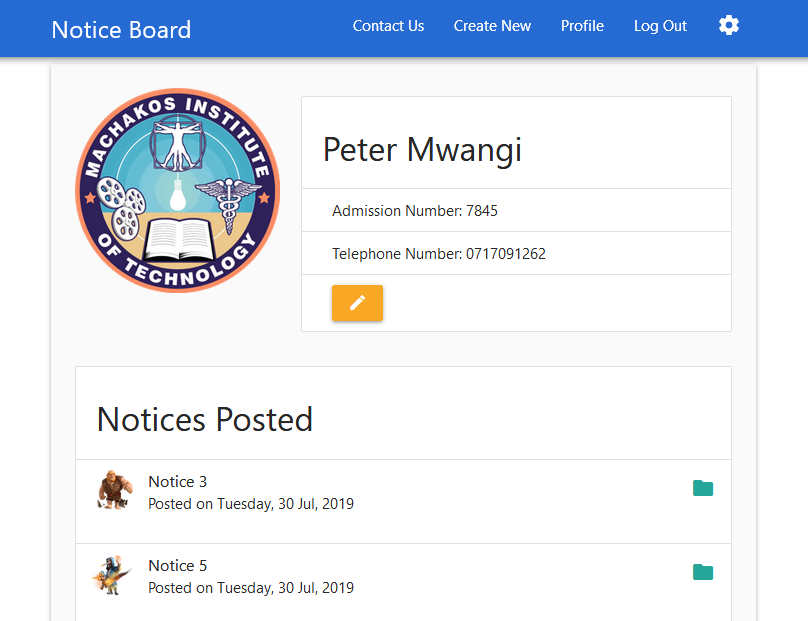 Notice Board
Contact Us
Create New
Profile
Log Out
MACHAKOS INSTITUTE
OF TECHNOLOGY
Peter Mwangi
Admission Number: 7845
Telephone Number: 0717091262
Notices Posted
Notice 3
Posted on Tuesday, 30 Jul, 2019
Notice 5
Posted on Tuesday, 30 Jul, 2019